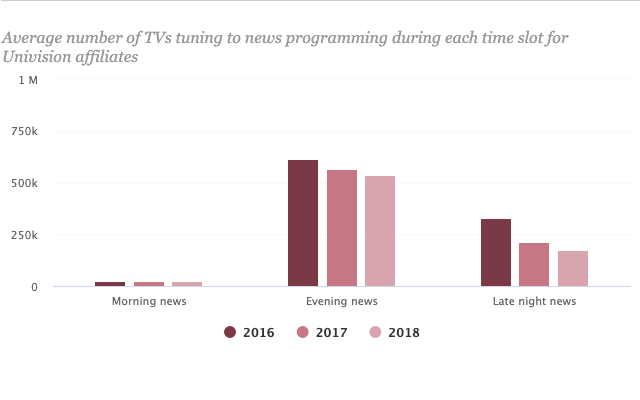 Average number of TVs tuning to news programming during each time slot for
Univision affiliates
1 M
750k
500k
250k
0
Morning news
Evening news
Late night news
2016
2017
2018